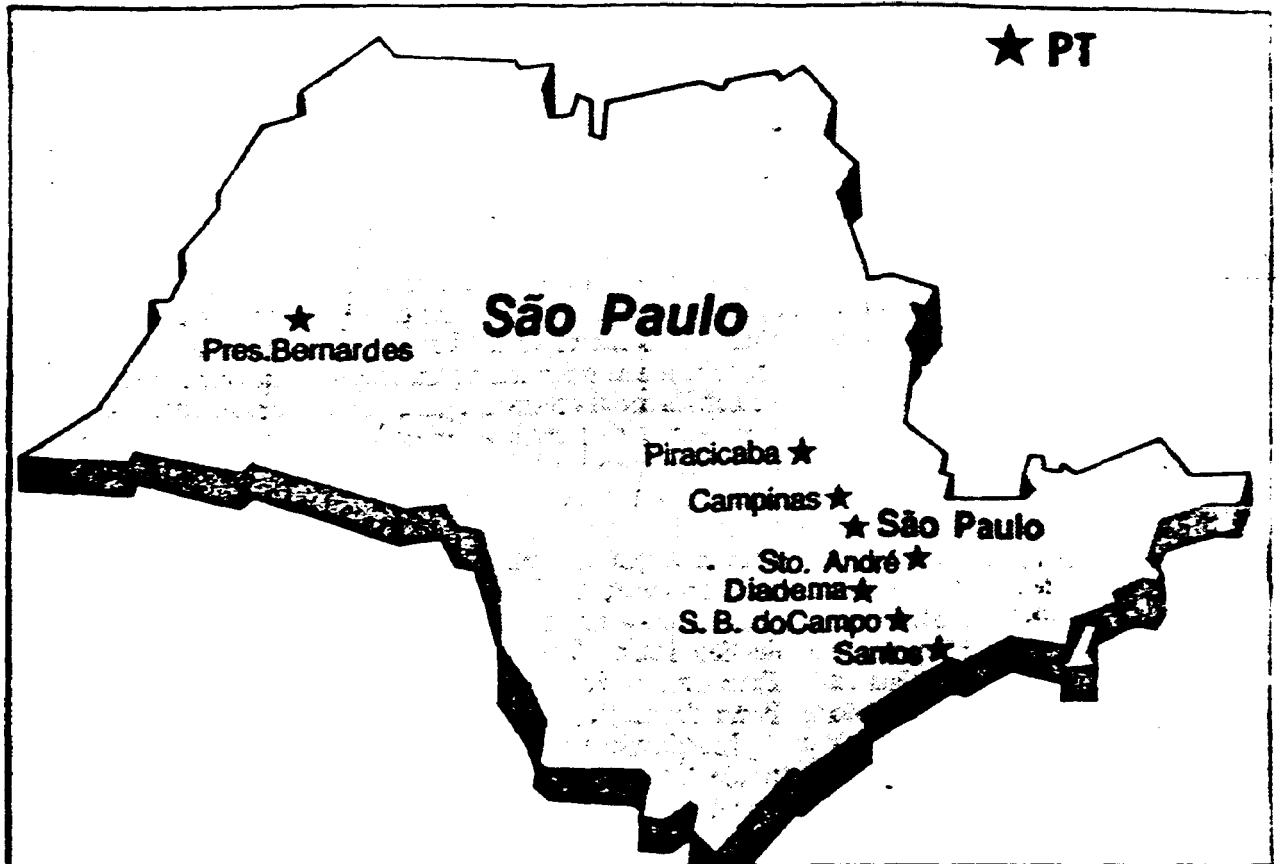 ★ PT
São Paulo
★
Pres.Bernardes
Piracicaba ★
Campinas ★
★ São Paulo
Sto. André ★
Diadema ★
S. B. doCampo ★
Santos ★